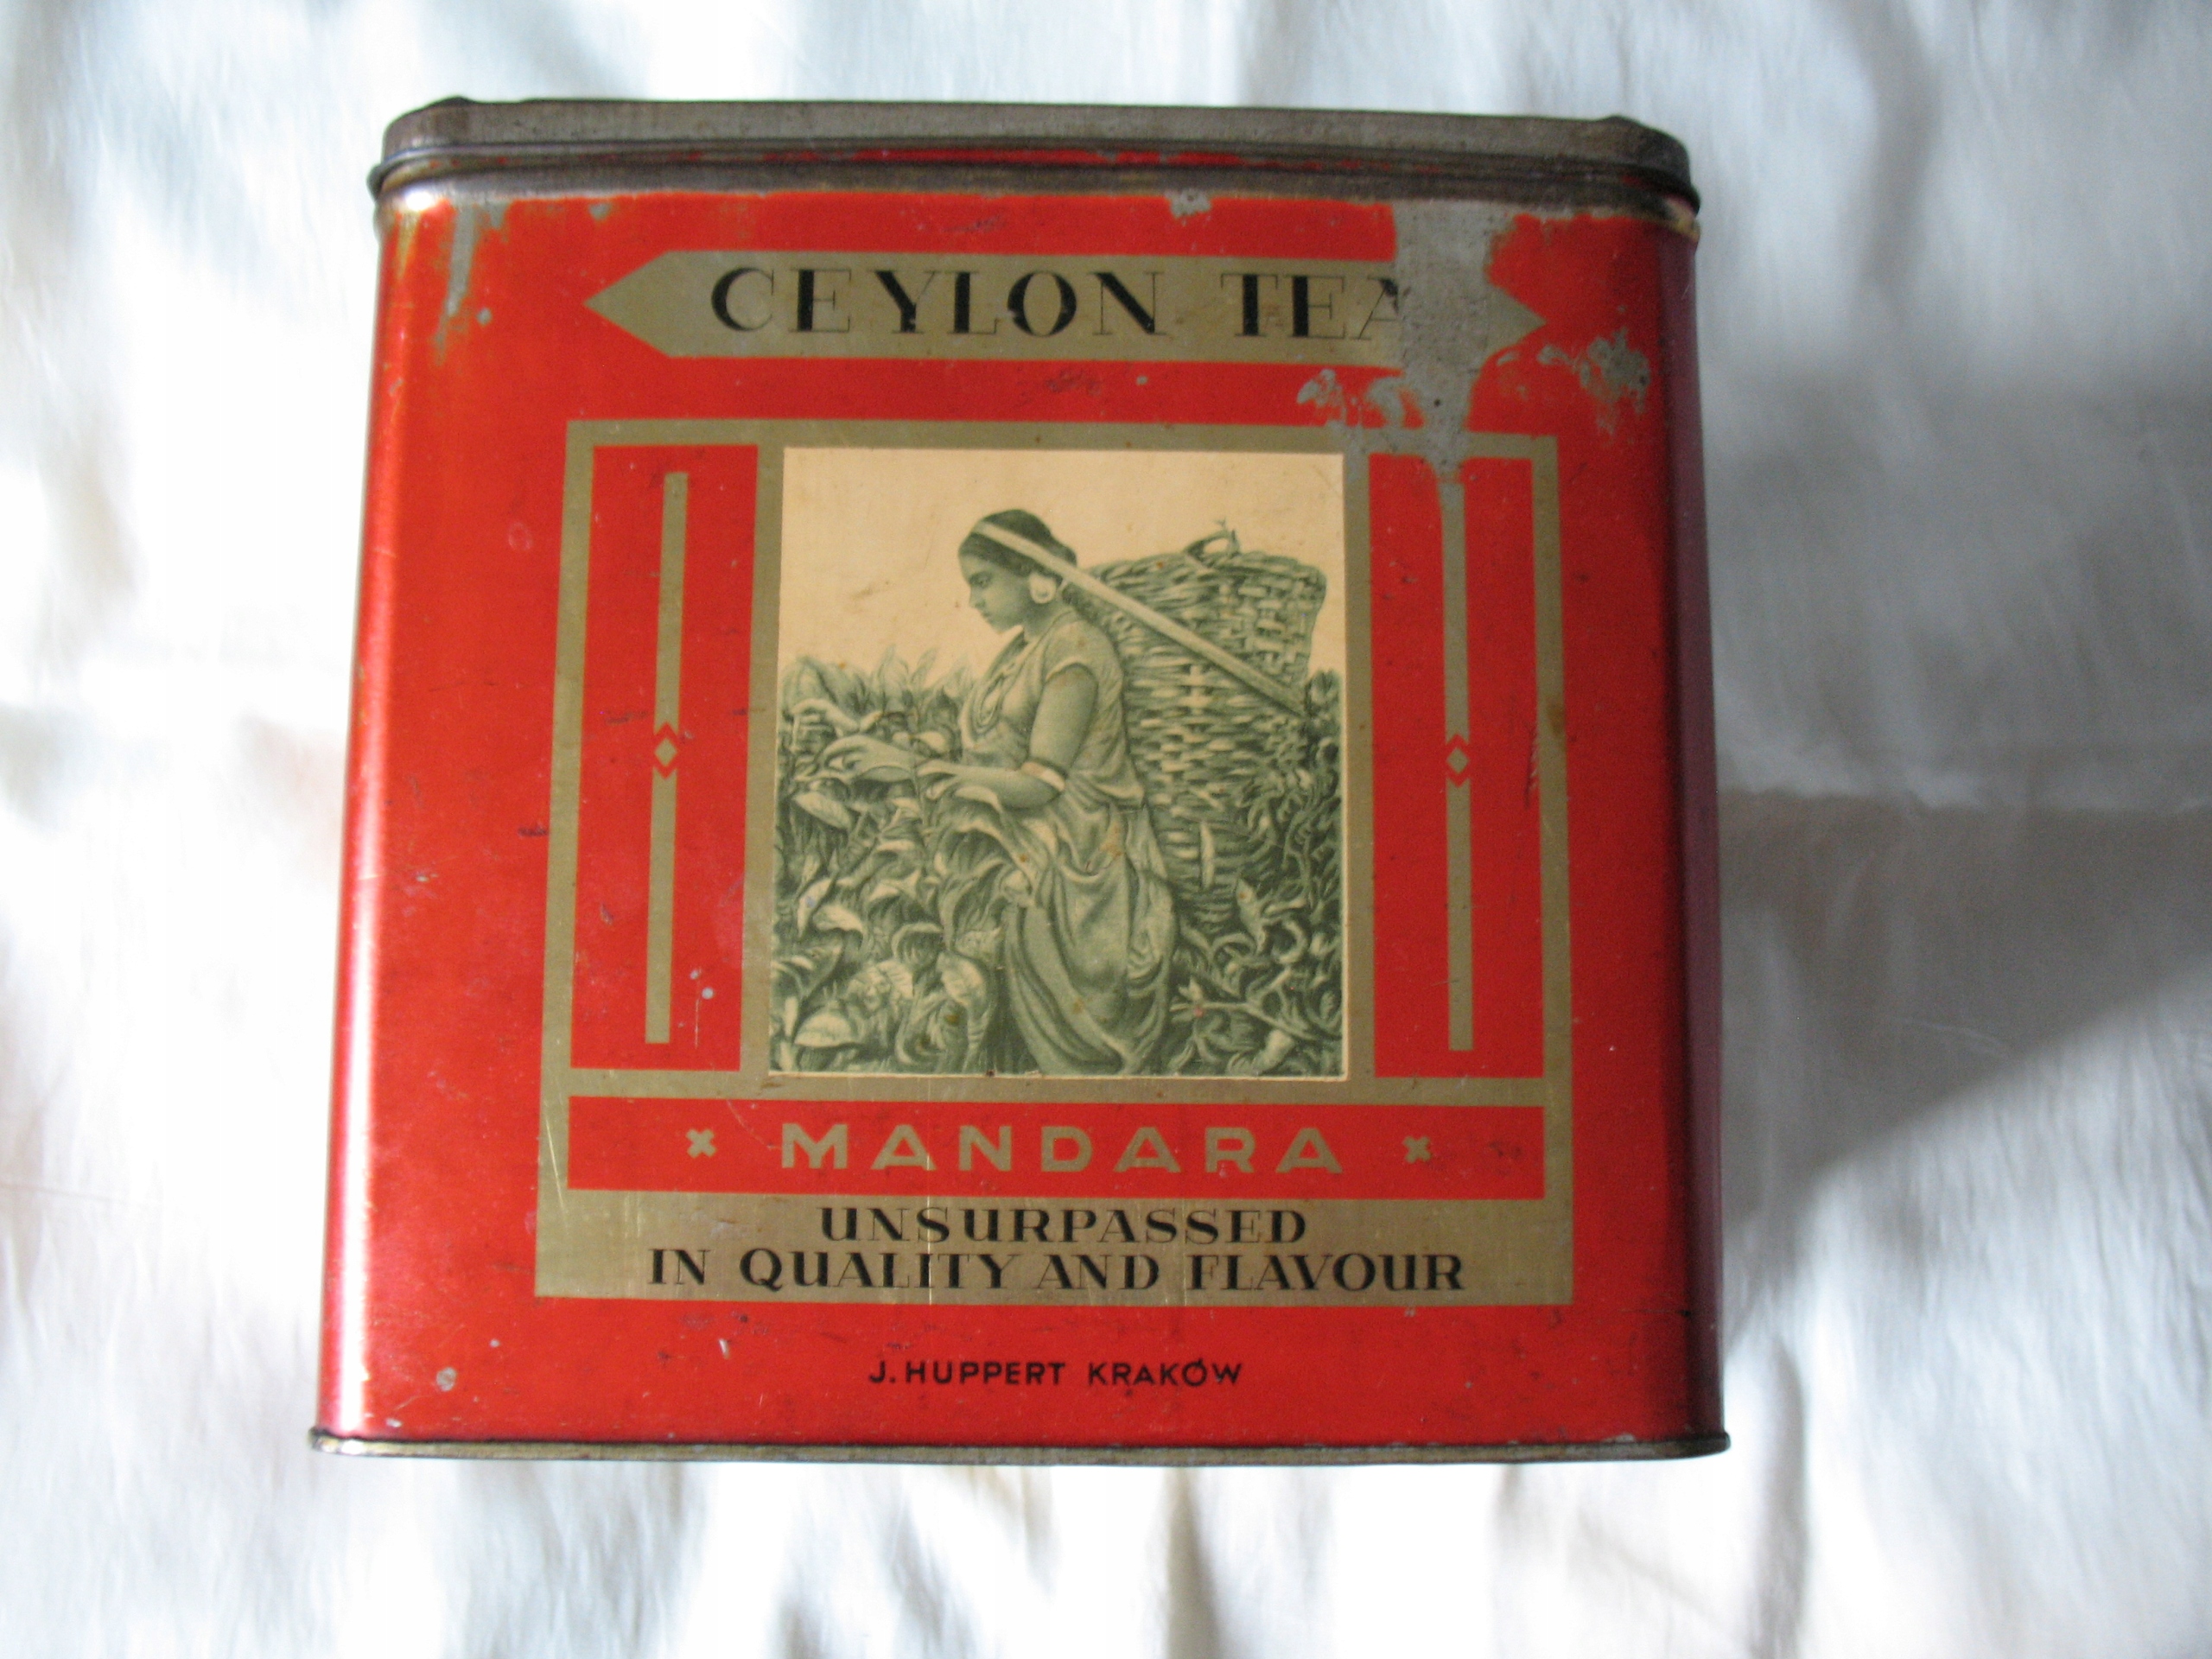 CEYLON TEA
MANDARA
UNSURPASSED
IN QUALITY AND FLAVOUR
J. HUPPERT KRAKÓW